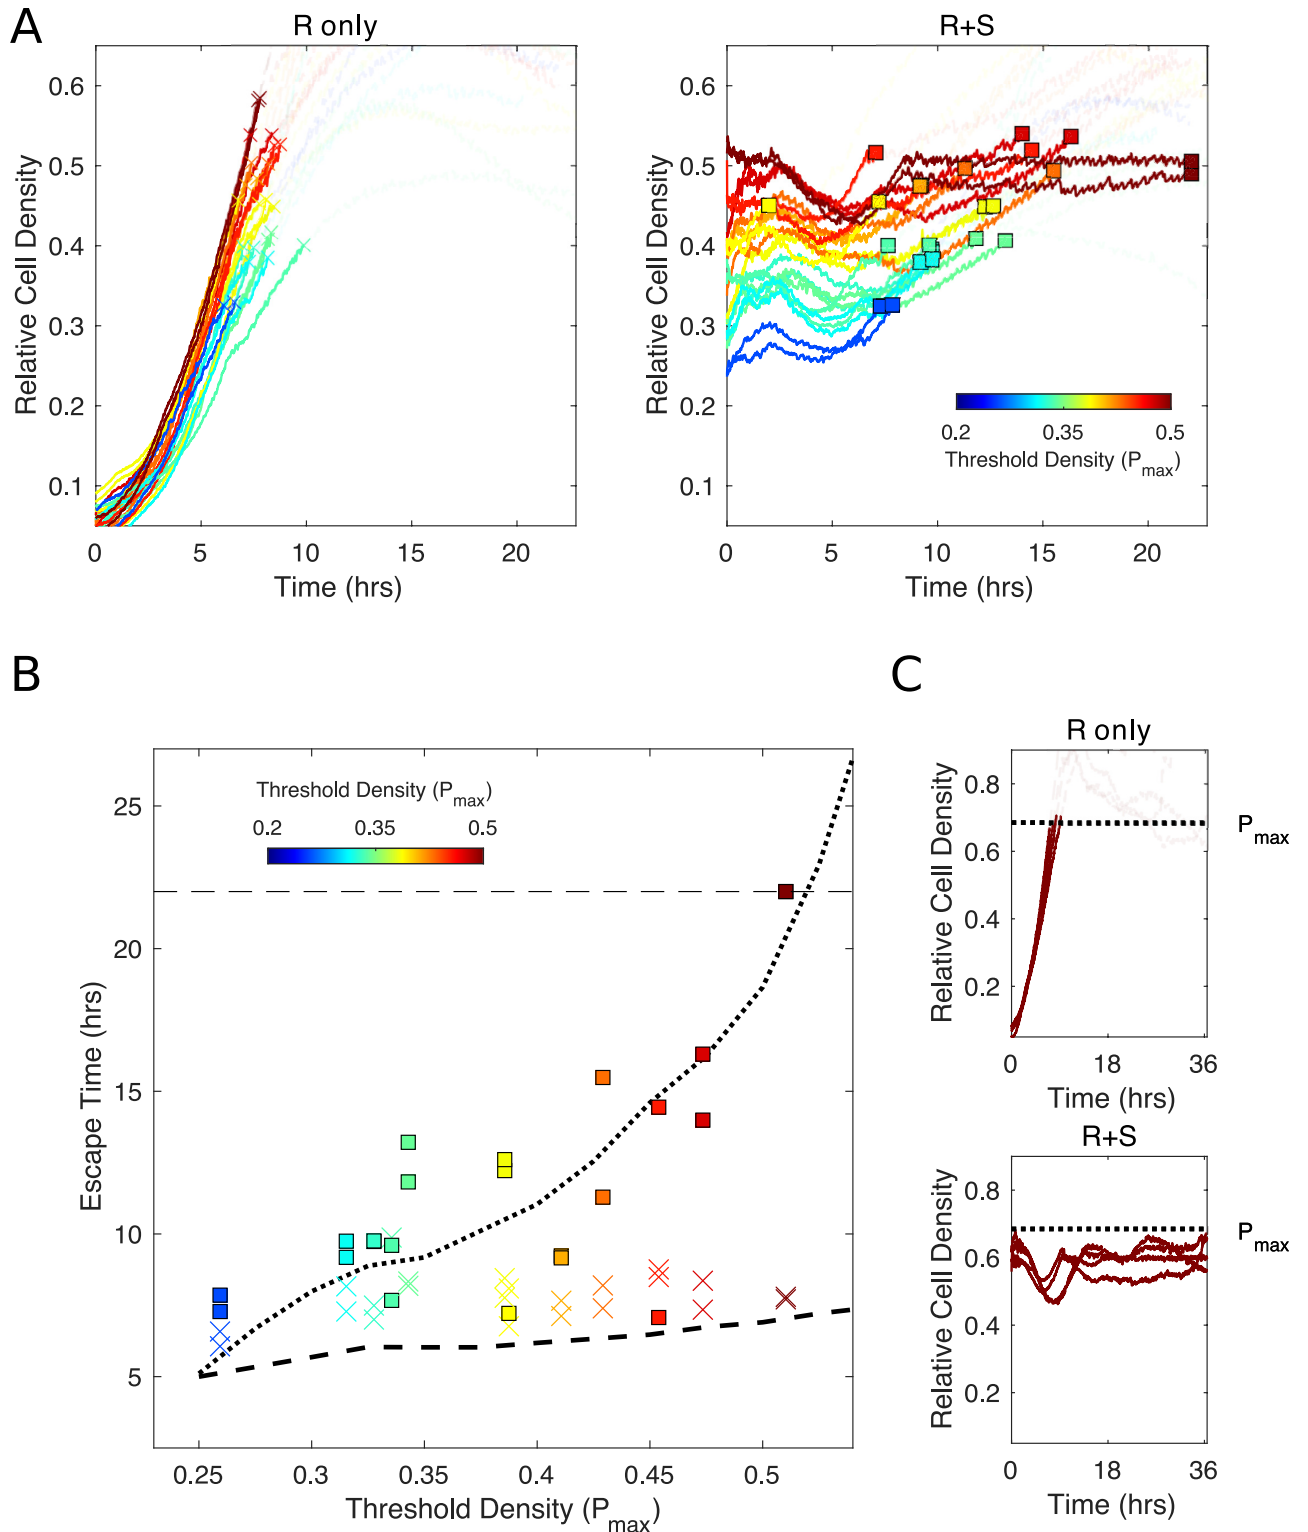 A
R only
R+S
Relative Cell Density
0.6
0.5
0.4
0.3
0.2
0.1
0 5 10 15 20
Time (hrs)
Relative Cell Density
0.6
0.5
0.4
0.3
0.2
0.1
0.2 0.35 0.5
Threshold Density (Pmax)
0 5 10 15 20
Time (hrs)
B
Threshold Density (Pmax)
0.2 0.35 0.5
Escape Time (hrs)
25
20
15
10
5
0.25 0.3 0.35 0.4 0.45 0.5
Threshold Density (Pmax)
C
R only
Relative Cell Density
0.8
0.6
0.4
0.2
Pmax
0 18 36
Time (hrs)
R+S
Relative Cell Density
0.8
0.6
0.4
0.2
Pmax
0 18 36
Time (hrs)